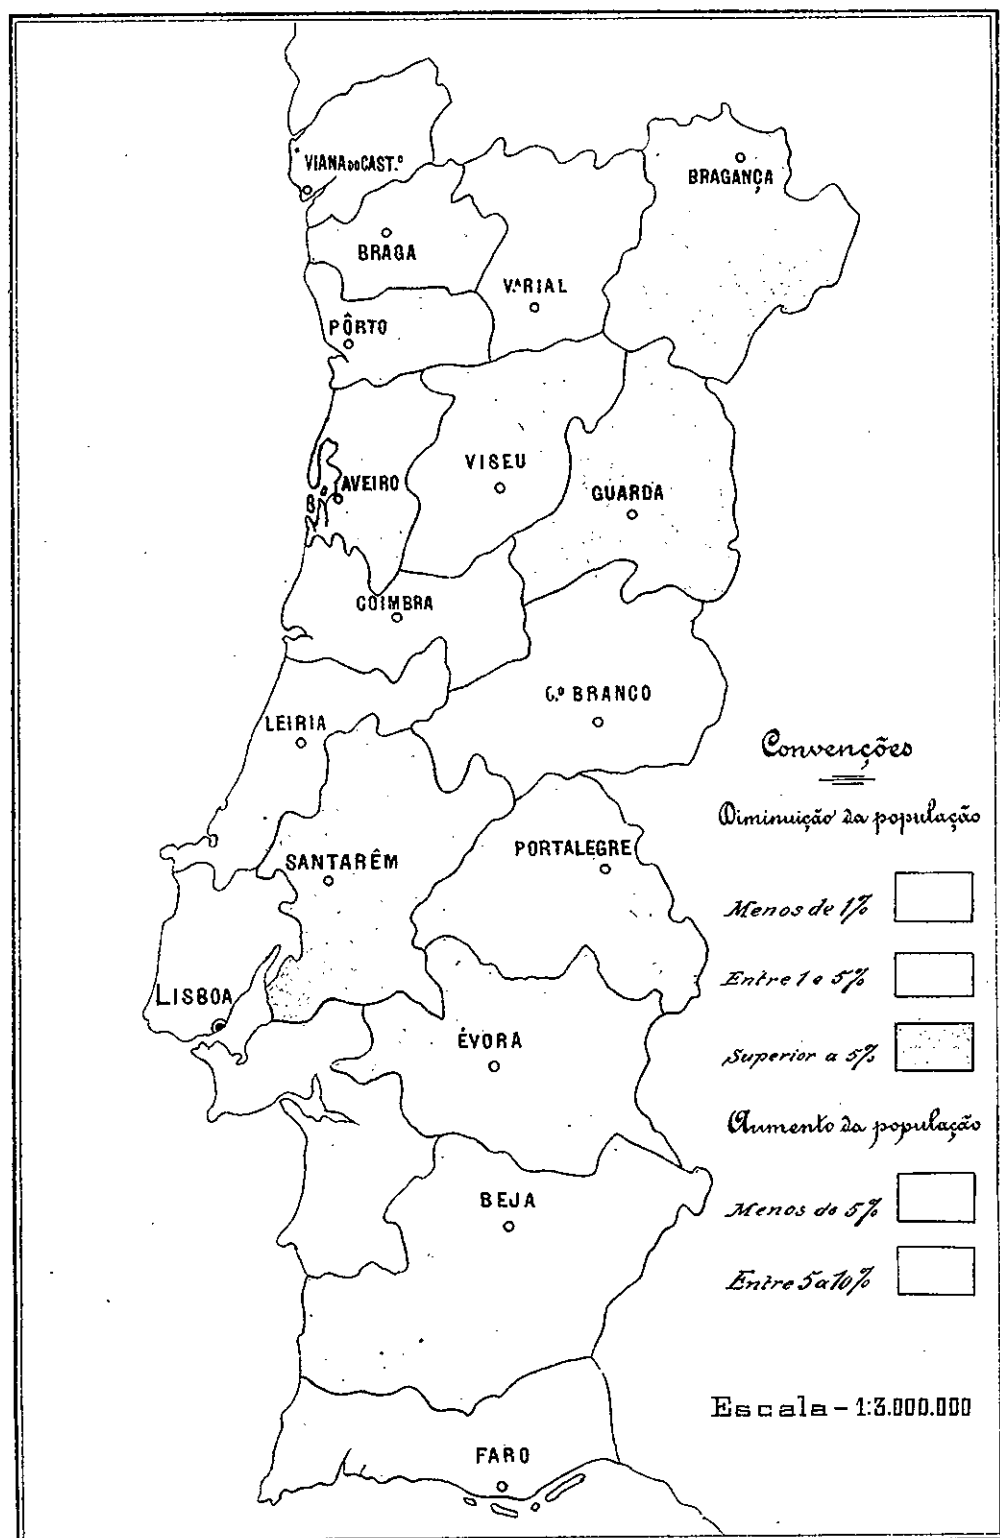 VIANA DO CAST.º
BRAGANÇA
BRAGA
V.ª RIAL
PÔRTO
VISEU
AVEIRO
GUARDA
COIMBRA
C.º BRANCO
LEIRIA
Convenções
Diminuição da população
PORTALEGRE
SANTARÊM
Menos de 1%
Entre 1 e 5%
LISBOA
ÉVORA
Superior a 5%
Aumento da população
BEJA
Menos de 5%
Entre 5 a 10%
Escala - 1:3.000.000
FARO